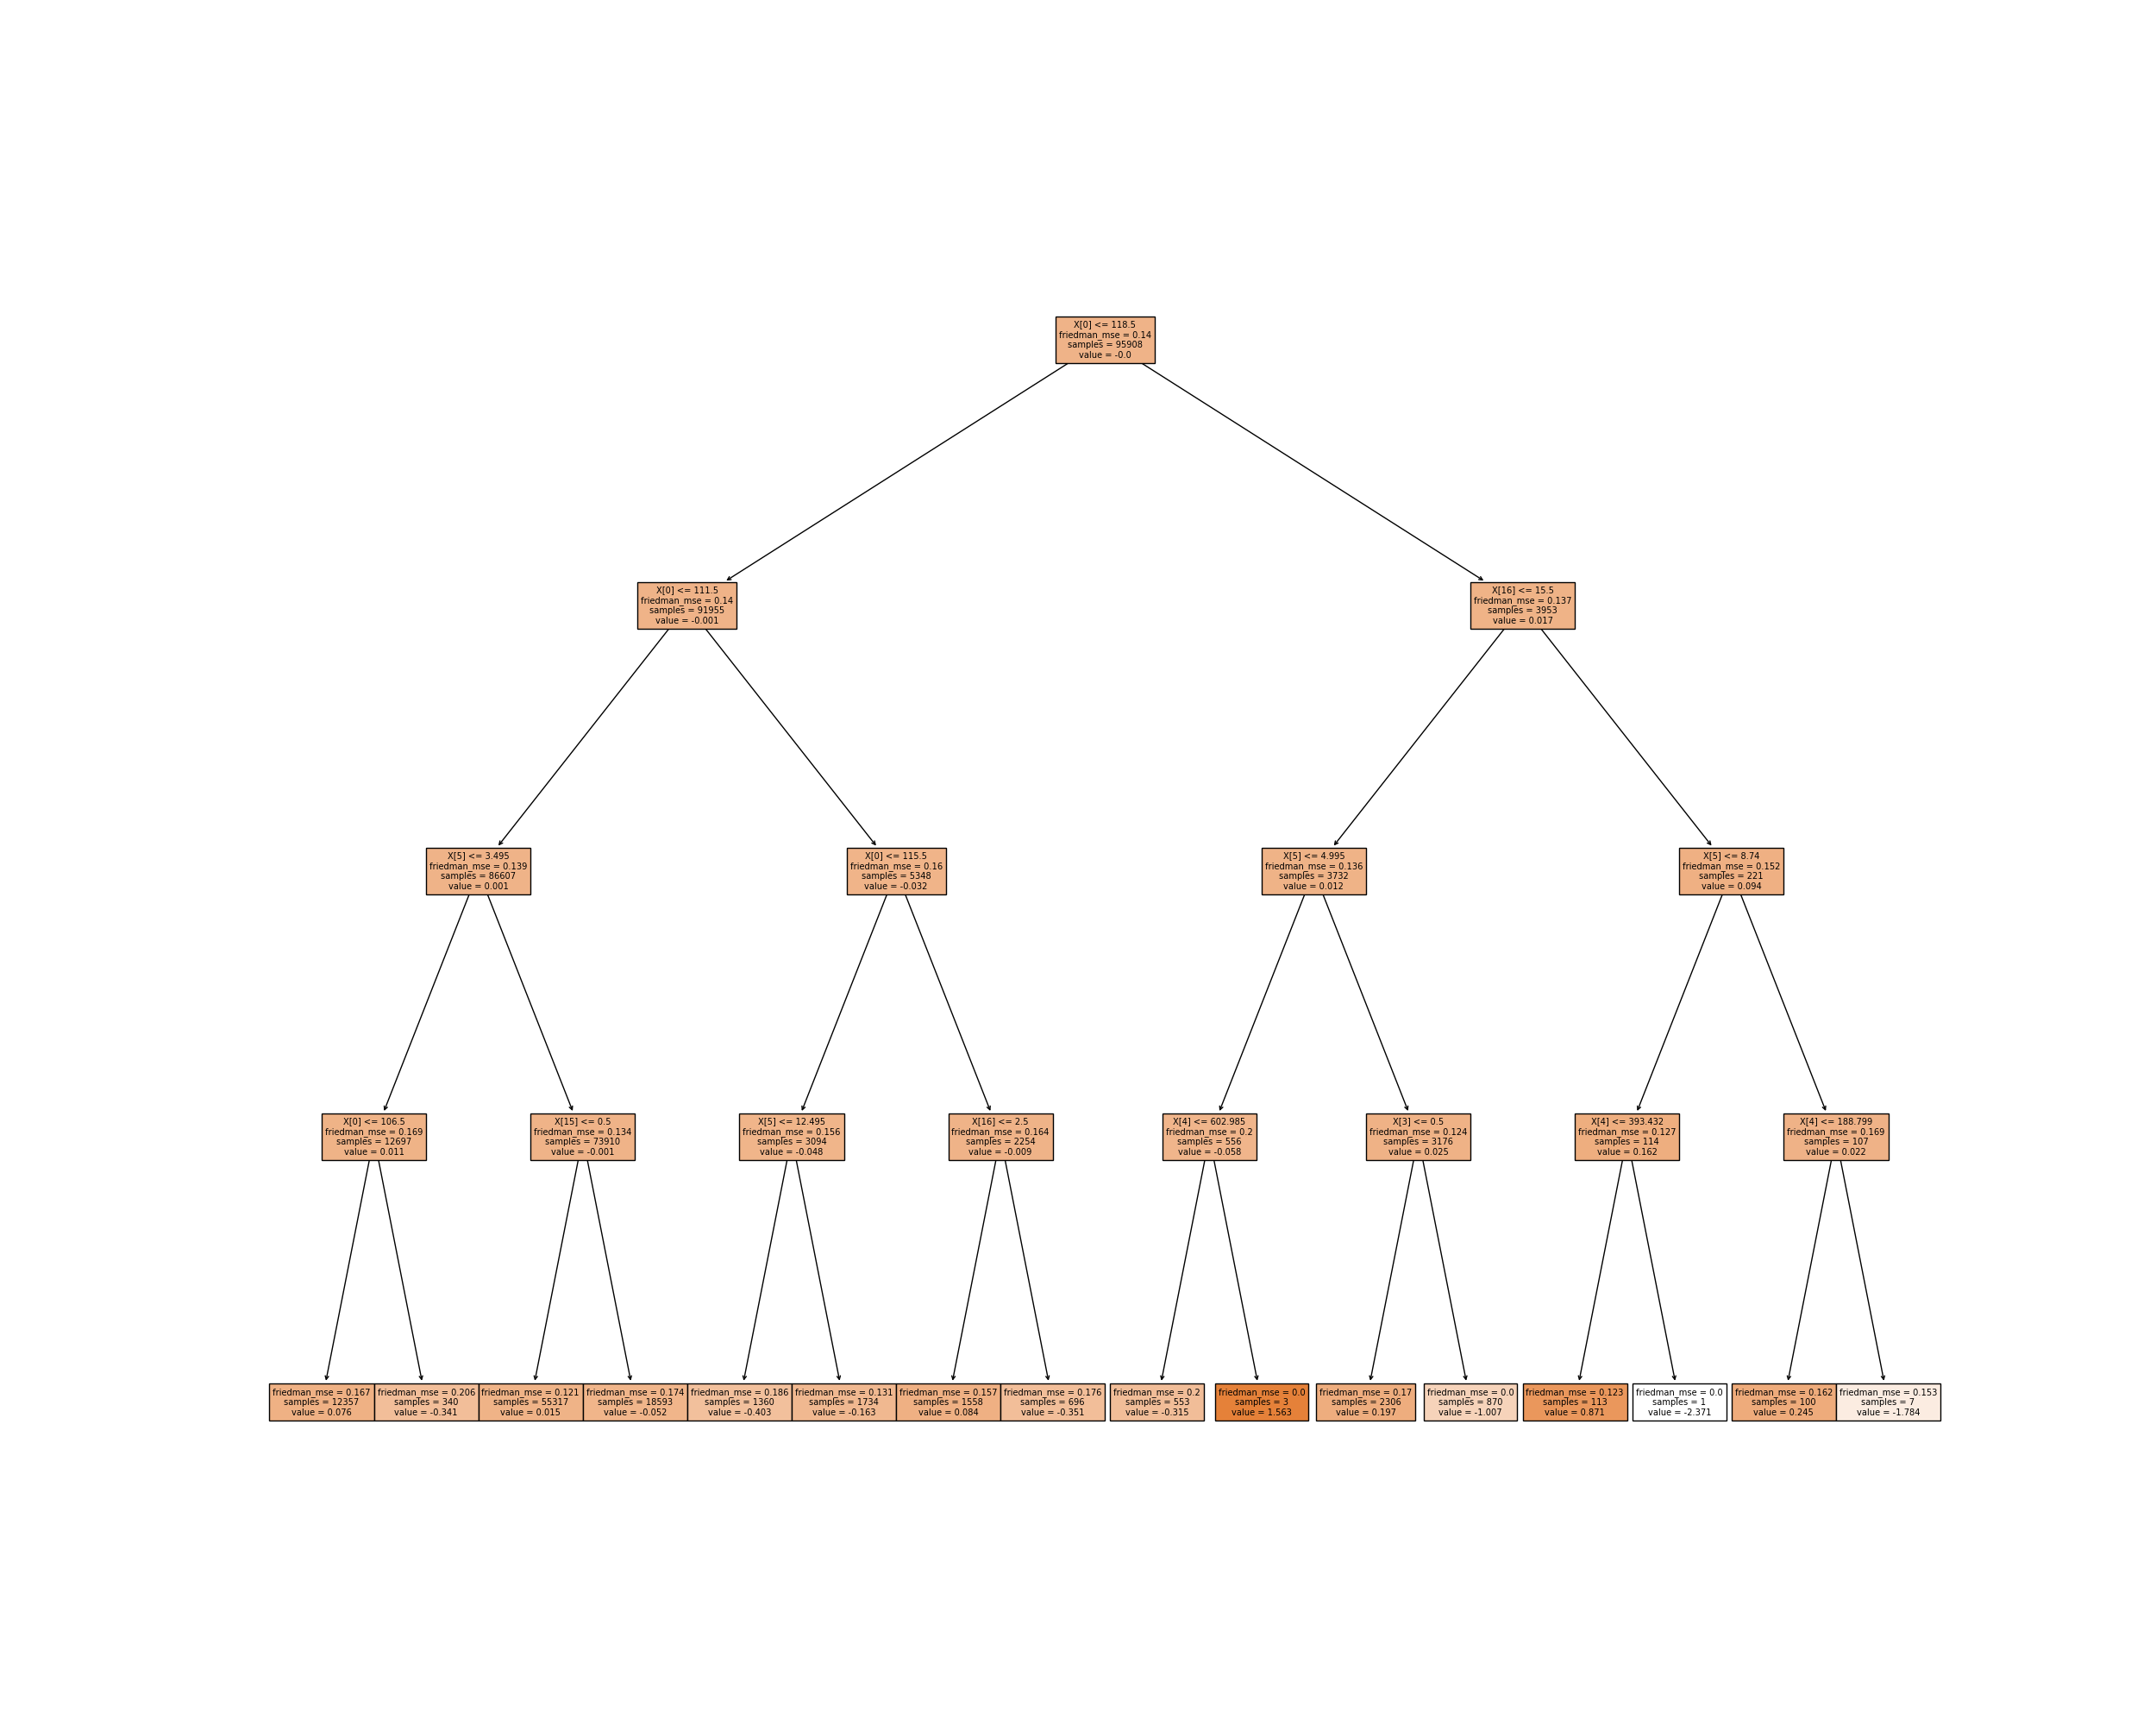 X[0] <= 118.5
friedman_mse = 0.14
samples = 95908
value = -0.0
X[0] <= 111.5
friedman_mse = 0.14
samples = 91955
value = -0.001
X[16] <= 15.5
friedman_mse = 0.137
samples = 3953
value = 0.017
X[5] <= 3.495
friedman_mse = 0.139
samples = 86607
value = 0.001
X[0] <= 115.5
friedman_mse = 0.16
samples = 5348
value = -0.032
X[5] <= 4.995
friedman_mse = 0.136
samples = 3732
value = 0.012
X[5] <= 8.74
friedman_mse = 0.152
samples = 221
value = 0.094
X[0] <= 106.5
friedman_mse = 0.169
samples = 12697
value = 0.011
X[15] <= 0.5
friedman_mse = 0.134
samples = 73910
value = -0.001
X[5] <= 12.495
friedman_mse = 0.156
samples = 3094
value = -0.048
X[16] <= 2.5
friedman_mse = 0.164
samples = 2254
value = -0.009
X[4] <= 602.985
friedman_mse = 0.2
samples = 556
value = -0.058
X[3] <= 0.5
friedman_mse = 0.124
samples = 3176
value = 0.025
X[4] <= 393.432
friedman_mse = 0.127
samples = 114
value = 0.162
X[4] <= 188.799
friedman_mse = 0.169
samples = 107
value = 0.022
friedman_mse = 0.167
samples = 12357
value = 0.076
friedman_mse = 0.206
samples = 340
value = -0.341
friedman_mse = 0.121
samples = 55317
value = 0.015
friedman_mse = 0.174
samples = 18593
value = -0.052
friedman_mse = 0.186
samples = 1360
value = -0.403
friedman_mse = 0.131
samples = 1734
value = -0.163
friedman_mse = 0.157
samples = 1558
value = 0.084
friedman_mse = 0.176
samples = 696
value = -0.351
friedman_mse = 0.2
samples = 553
value = -0.315
friedman_mse = 0.0
samples = 3
value = 1.563
friedman_mse = 0.17
samples = 2306
value = 0.197
friedman_mse = 0.0
samples = 870
value = -1.007
friedman_mse = 0.123
samples = 113
value = 0.871
friedman_mse = 0.0
samples = 1
value = -2.371
friedman_mse = 0.162
samples = 100
value = 0.245
friedman_mse = 0.153
samples = 7
value = -1.784